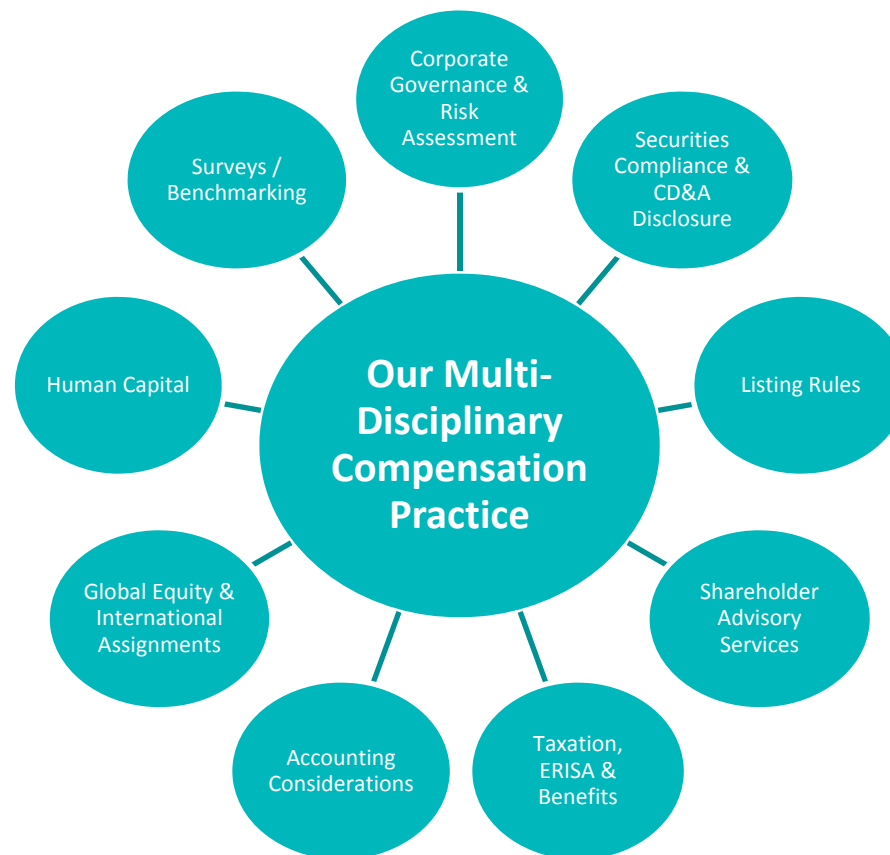 Corporate
Governance &
Risk
Assessment
Securities
Compliance &
CD&A
Disclosure
Listing Rules
Shareholder
Advisory
Services
Taxation,
ERISA &
Benefits
Accounting
Considerations
Global Equity &
International
Assignments
Human Capital
Surveys /
Benchmarking
Our Multi-
Disciplinary
Compensation
Practice